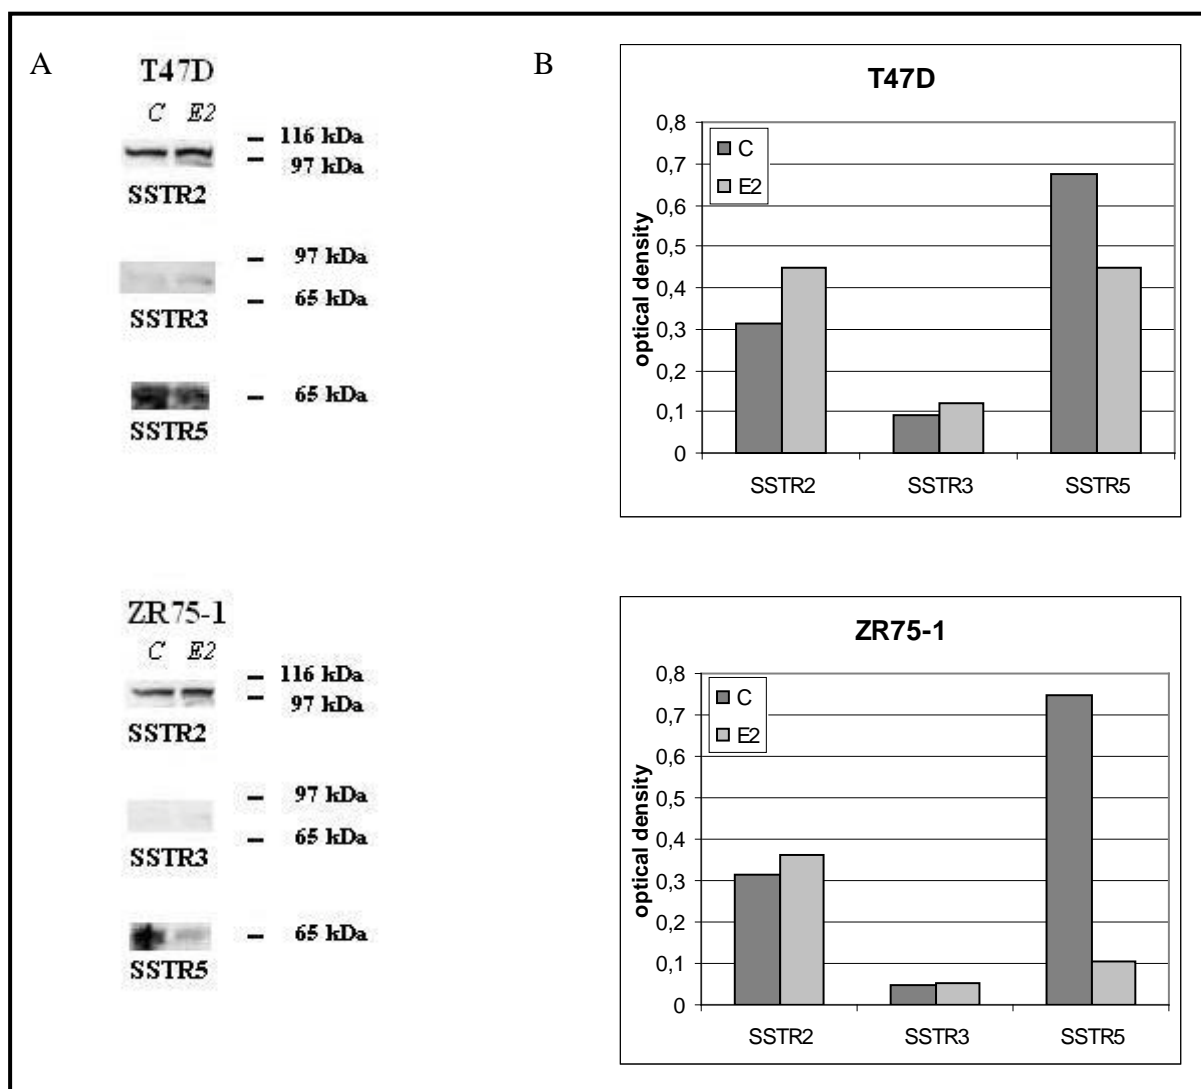 A
T47D
C E2
116 kDa
97 kDa
SSTR2
97 kDa
65 kDa
SSTR3
65 kDa
SSTR5
ZR75-1
C E2
116 kDa
97 kDa
SSTR2
97 kDa
65 kDa
SSTR3
65 kDa
SSTR5
B
T47D
optical density
0,8
0,7
0,6
0,5
0,4
0,3
0,2
0,1
0
C
E2
SSTR2 SSTR3 SSTR5
ZR75-1
optical density
0,8
0,7
0,6
0,5
0,4
0,3
0,2
0,1
0
C
E2
SSTR2 SSTR3 SSTR5